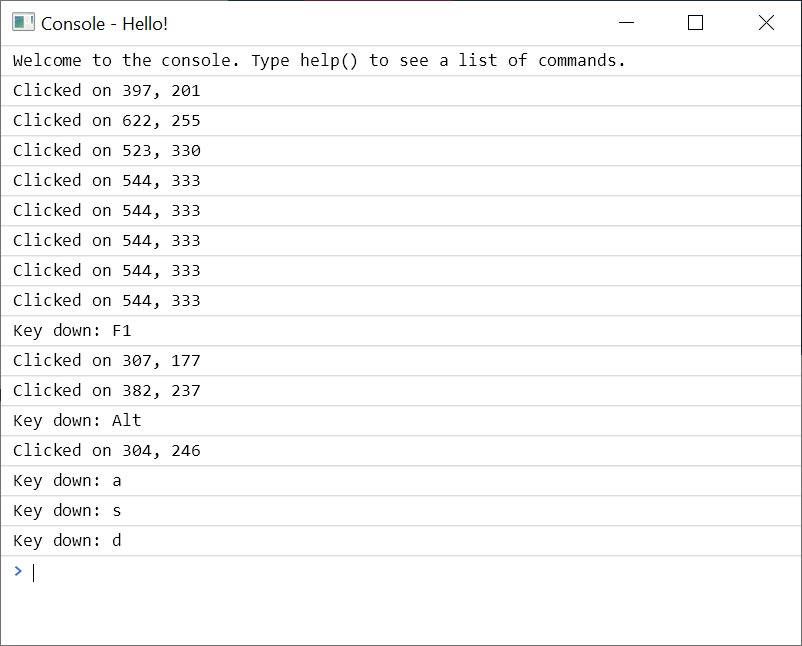 Console - Hello!
Welcome to the console. Type help() to see a list of commands.
Clicked on 397, 201
Clicked on 622, 255
Clicked on 523, 330
Clicked on 544, 333
Clicked on 544, 333
Clicked on 544, 333
Clicked on 544, 333
Clicked on 544, 333
Key down: F1
Clicked on 307, 177
Clicked on 382, 237
Key down: Alt
Clicked on 304, 246
Key down: a
Key down: s
Key down: d
>